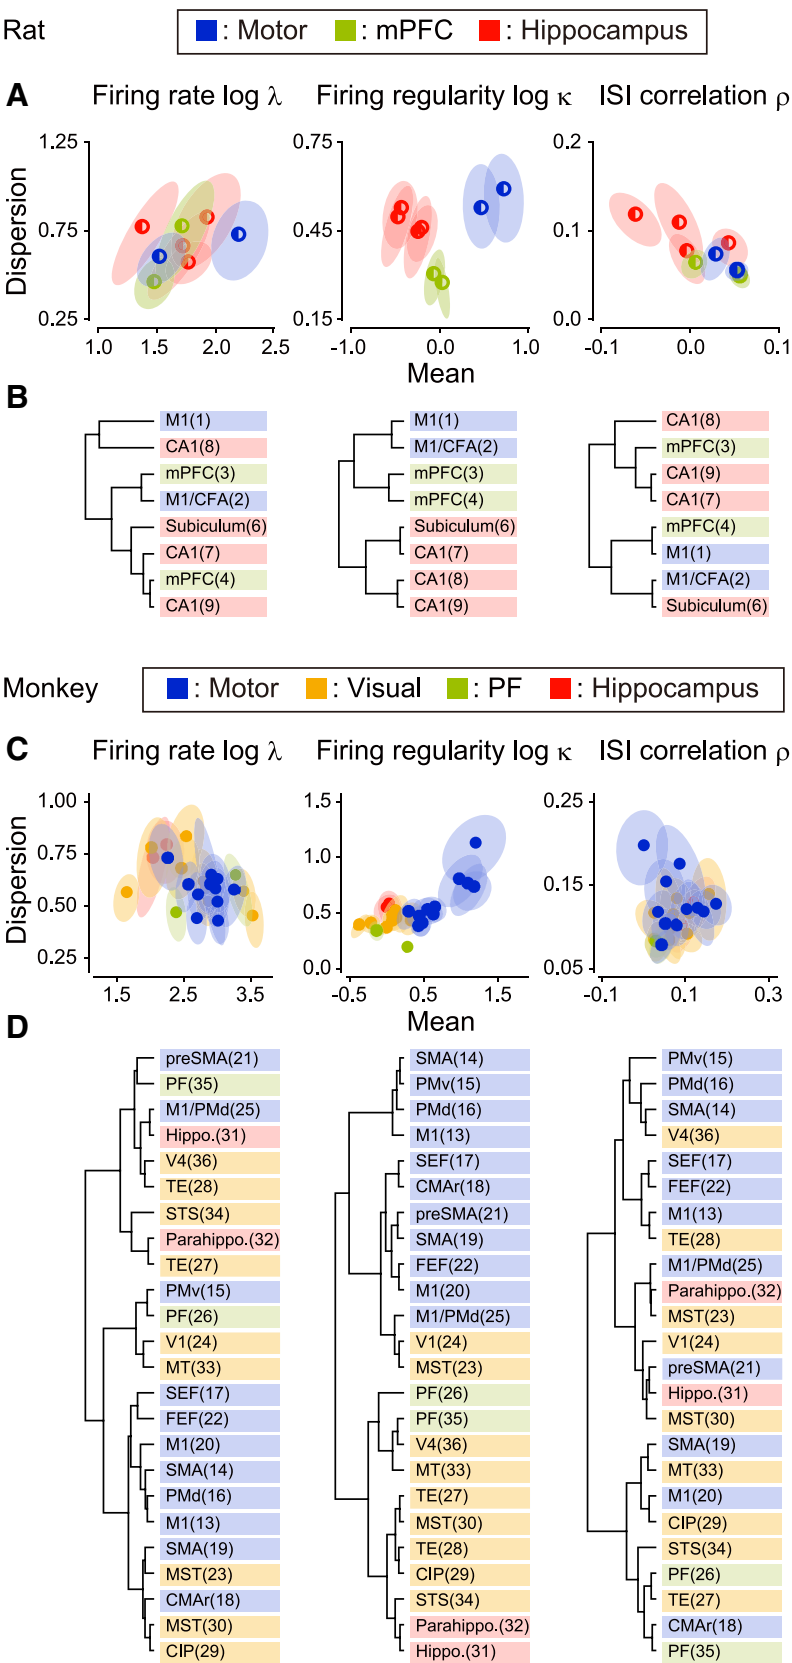 Rat
: Motor : mPFC : Hippocampus
A
Firing rate log λ
Firing regularity log κ
ISI correlation ρ
Dispersion
1.25
0.75
0.25
1.0 1.5 2.0 2.5
0.75
0.45
0.15
-1.0 0.0 1.0
0.2
0.1
0.0
-0.1 0.0 0.1
Mean
B
M1(1)
CA1(8)
mPFC(3)
M1/CFA(2)
Subiculum(6)
CA1(7)
mPFC(4)
CA1(9)
M1(1)
M1/CFA(2)
mPFC(3)
mPFC(4)
Subiculum(6)
CA1(7)
CA1(8)
CA1(9)
CA1(8)
mPFC(3)
CA1(9)
CA1(7)
mPFC(4)
M1(1)
M1/CFA(2)
Subiculum(6)
Monkey
: Motor : Visual : PF : Hippocampus
C
Firing rate log λ
Firing regularity log κ
ISI correlation ρ
Dispersion
1.00
0.75
0.50
0.25
1.5 2.5 3.5
1.5
1.0
0.5
0.0
-0.5 0.5 1.5
0.25
0.15
0.05
-0.1 0.1 0.3
Mean
D
preSMA(21)
PF(35)
M1/PMd(25)
Hippo.(31)
V4(36)
TE(28)
STS(34)
Parahippo.(32)
TE(27)
PMv(15)
PF(26)
V1(24)
MT(33)
SEF(17)
FEF(22)
M1(20)
SMA(14)
PMd(16)
M1(13)
SMA(19)
MST(23)
CMAr(18)
MST(30)
CIP(29)
SMA(14)
PMv(15)
PMd(16)
M1(13)
SEF(17)
CMAr(18)
preSMA(21)
SMA(19)
FEF(22)
M1(20)
M1/PMd(25)
V1(24)
MST(23)
PF(26)
PF(35)
V4(36)
MT(33)
TE(27)
MST(30)
TE(28)
CIP(29)
STS(34)
Parahippo.(32)
Hippo.(31)
PMv(15)
PMd(16)
SMA(14)
V4(36)
SEF(17)
FEF(22)
M1(13)
TE(28)
M1/PMd(25)
Parahippo.(32)
MST(23)
V1(24)
preSMA(21)
Hippo.(31)
MST(30)
SMA(19)
MT(33)
M1(20)
CIP(29)
STS(34)
PF(26)
TE(27)
CMAr(18)
PF(35)